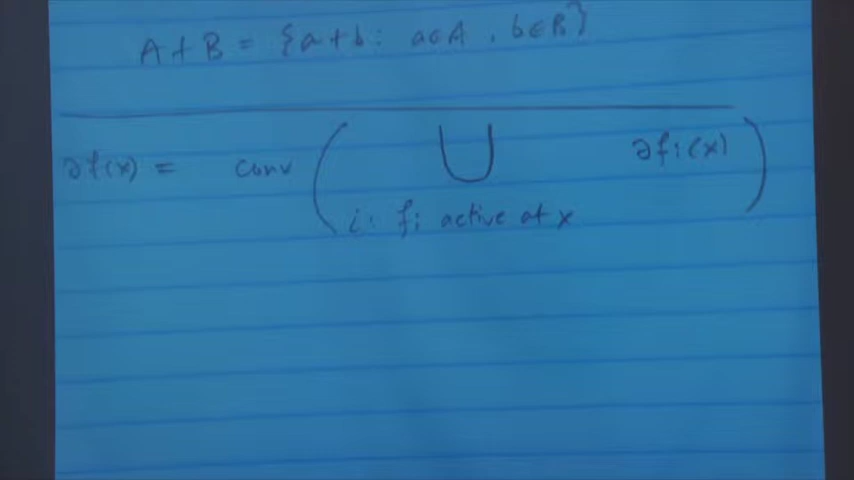 A + B = {a+b : a∈A , b∈B}
∂f(x) = conv ( ⋃ ∂fi(x) )
i: fi active at x